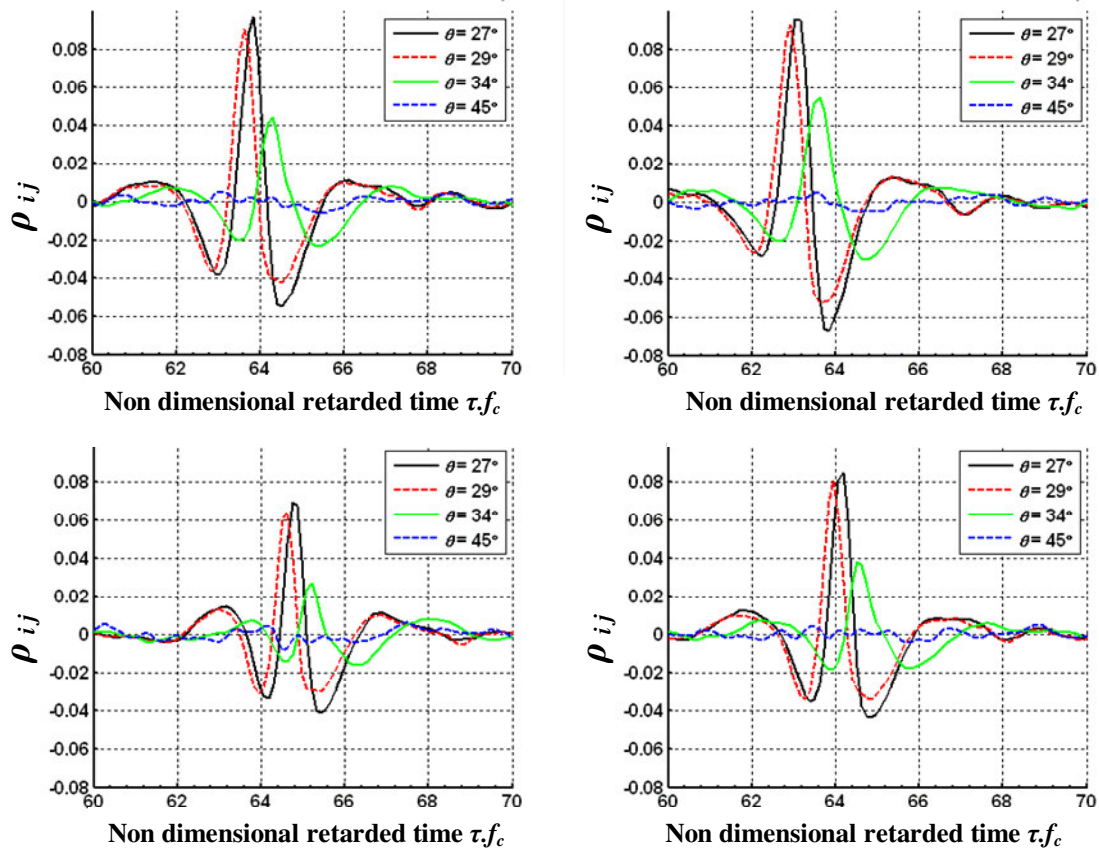 0.08
0.06
0.04
0.02
0
-0.02
-0.04
-0.06
-0.08
ρ ij
θ = 27°
θ = 29°
θ = 34°
θ = 45°
60 62 64 66 68 70
Non dimensional retarded time τ.fc
0.08
0.06
0.04
0.02
0
-0.02
-0.04
-0.06
-0.08
ρ ij
θ = 27°
θ = 29°
θ = 34°
θ = 45°
60 62 64 66 68 70
Non dimensional retarded time τ.fc
0.08
0.06
0.04
0.02
0
-0.02
-0.04
-0.06
-0.08
ρ ij
θ = 27°
θ = 29°
θ = 34°
θ = 45°
60 62 64 66 68 70
Non dimensional retarded time τ.fc
0.08
0.06
0.04
0.02
0
-0.02
-0.04
-0.06
-0.08
ρ ij
θ = 27°
θ = 29°
θ = 34°
θ = 45°
60 62 64 66 68 70
Non dimensional retarded time τ.fc